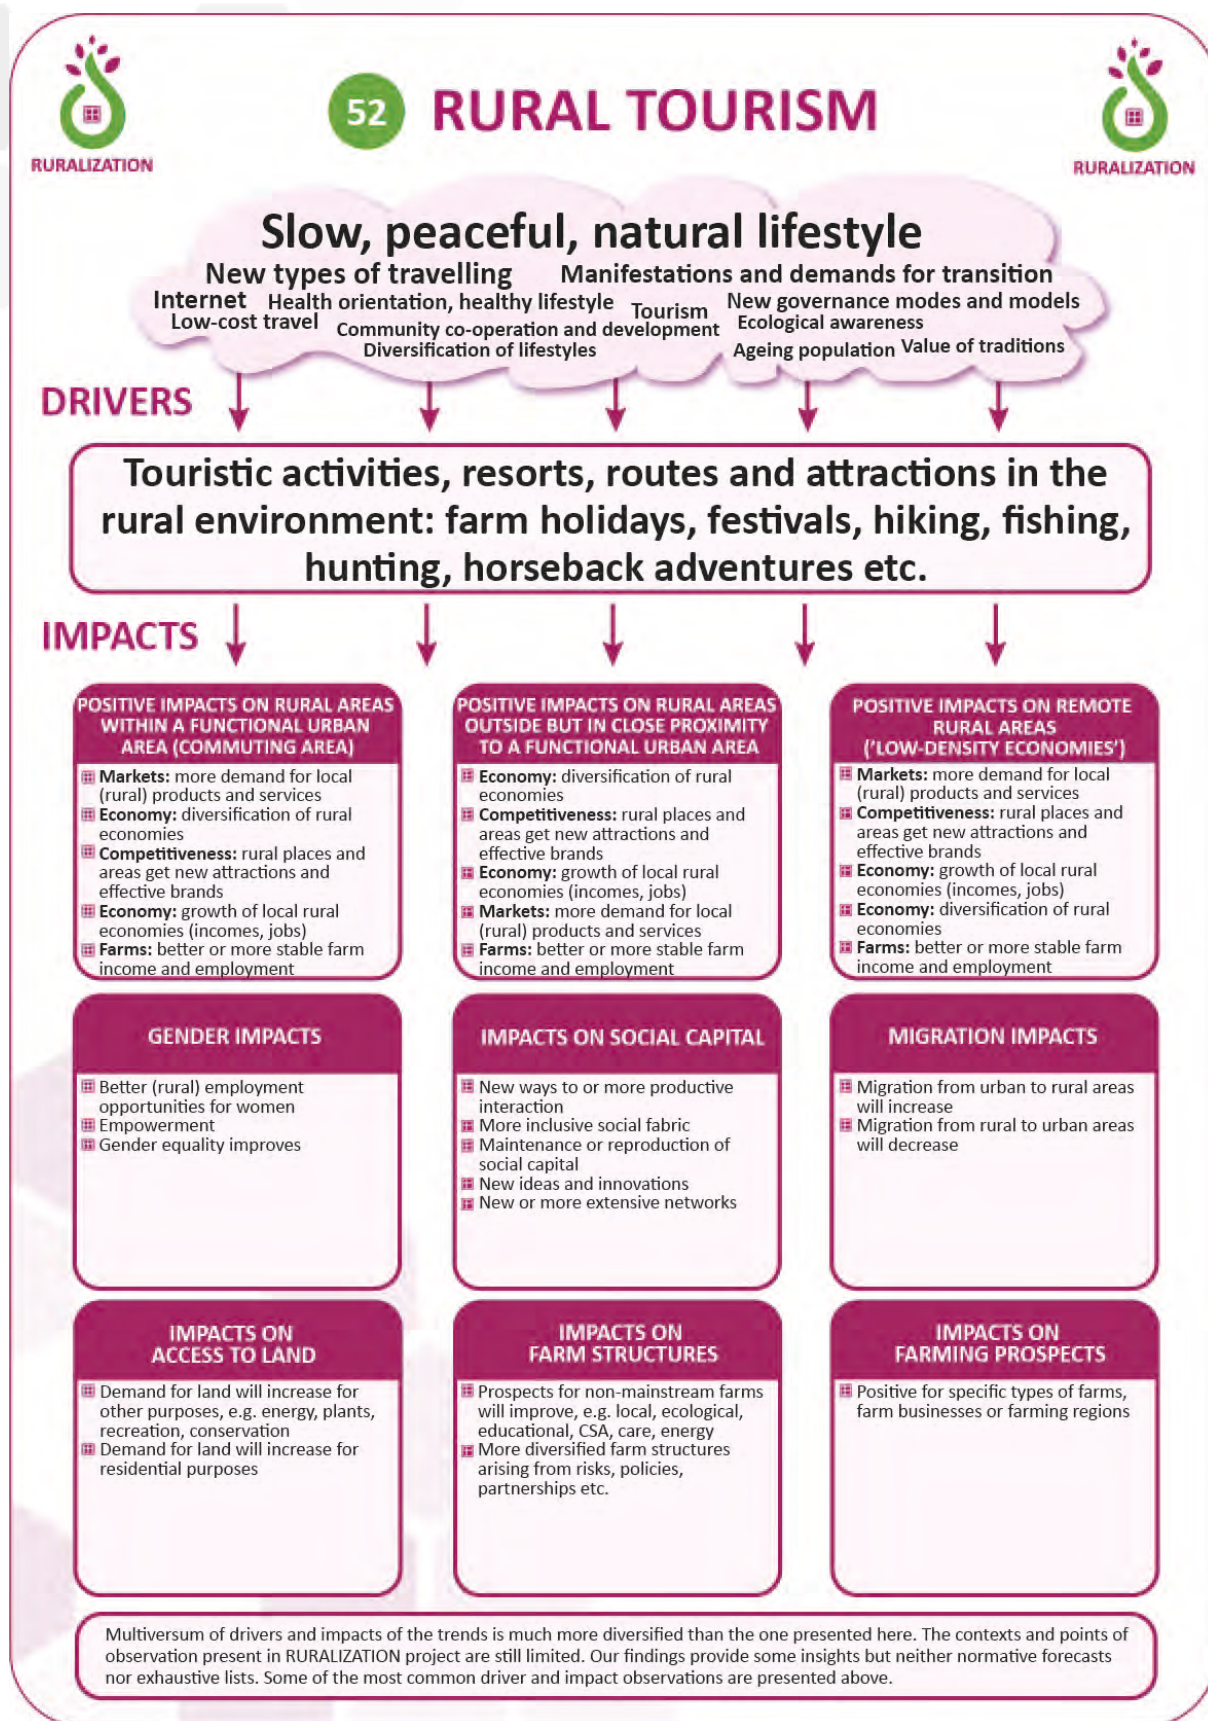 52 RURAL TOURISM
RURALIZATION
RURALIZATION
Slow, peaceful, natural lifestyle
New types of travelling
Manifestations and demands for transition
Internet
Health orientation, healthy lifestyle
Tourism
New governance modes and models
Low-cost travel
Community co-operation and development
Ecological awareness
Diversification of lifestyles
Ageing population
Value of traditions
DRIVERS
Touristic activities, resorts, routes and attractions in the
rural environment: farm holidays, festivals, hiking, fishing,
hunting, horseback adventures etc.
IMPACTS
POSITIVE IMPACTS ON RURAL AREAS
WITHIN A FUNCTIONAL URBAN
AREA (COMMUTING AREA)
Markets: more demand for local
(rural) products and services
Economy: diversification of rural
economies
Competitiveness: rural places and
areas get new attractions and
effective brands
Economy: growth of local rural
economies (incomes, jobs)
Farms: better or more stable farm
income and employment
POSITIVE IMPACTS ON RURAL AREAS
OUTSIDE BUT IN CLOSE PROXIMITY
TO A FUNCTIONAL URBAN AREA
Economy: diversification of rural
economies
Competitiveness: rural places and
areas get new attractions and
effective brands
Economy: growth of local rural
economies (incomes, jobs)
Markets: more demand for local
(rural) products and services
Farms: better or more stable farm
income and employment
POSITIVE IMPACTS ON REMOTE
RURAL AREAS
('LOW-DENSITY ECONOMIES')
Markets: more demand for local
(rural) products and services
Competitiveness: rural places and
areas get new attractions and
effective brands
Economy: growth of local rural
economies (incomes, jobs)
Economy: diversification of rural
economies
Farms: better or more stable farm
income and employment
GENDER IMPACTS
Better (rural) employment
opportunities for women
Empowerment
Gender equality improves
IMPACTS ON SOCIAL CAPITAL
New ways to or more productive
interaction
More inclusive social fabric
Maintenance or reproduction of
social capital
New ideas and innovations
New or more extensive networks
MIGRATION IMPACTS
Migration from urban to rural areas
will increase
Migration from rural to urban areas
will decrease
IMPACTS ON
ACCESS TO LAND
Demand for land will increase for
other purposes, e.g. energy, plants,
recreation, conservation
Demand for land will increase for
residential purposes
IMPACTS ON
FARM STRUCTURES
Prospects for non-mainstream farms
will improve, e.g. local, ecological,
educational, CSA, care, energy
More diversified farm structures
arising from risks, policies,
partnerships etc.
IMPACTS ON
FARMING PROSPECTS
Positive for specific types of farms,
farm businesses or farming regions
Multiversum of drivers and impacts of the trends is much more diversified than the one presented here. The contexts and points of
observation present in RURALIZATION project are still limited. Our findings provide some insights but neither normative forecasts
nor exhaustive lists. Some of the most common driver and impact observations are presented above.